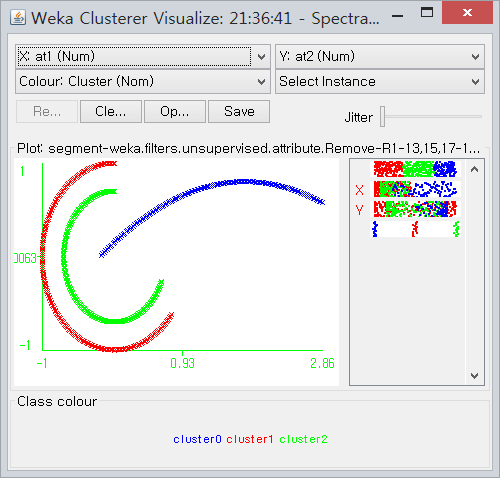 Weka Clusterer Visualize: 21:36:41 - Spectra...
X: at1 (Num)
Y: at2 (Num)
Colour: Cluster (Nom)
Select Instance
Re...
Cle...
Op...
Save
Jitter
Plot: segment-weka.filters.unsupervised.attribute.Remove-R1-13,15,17-1...
1
0063
-1
-1
0.93
2.86
X
Y
Class colour
cluster0 cluster1 cluster2